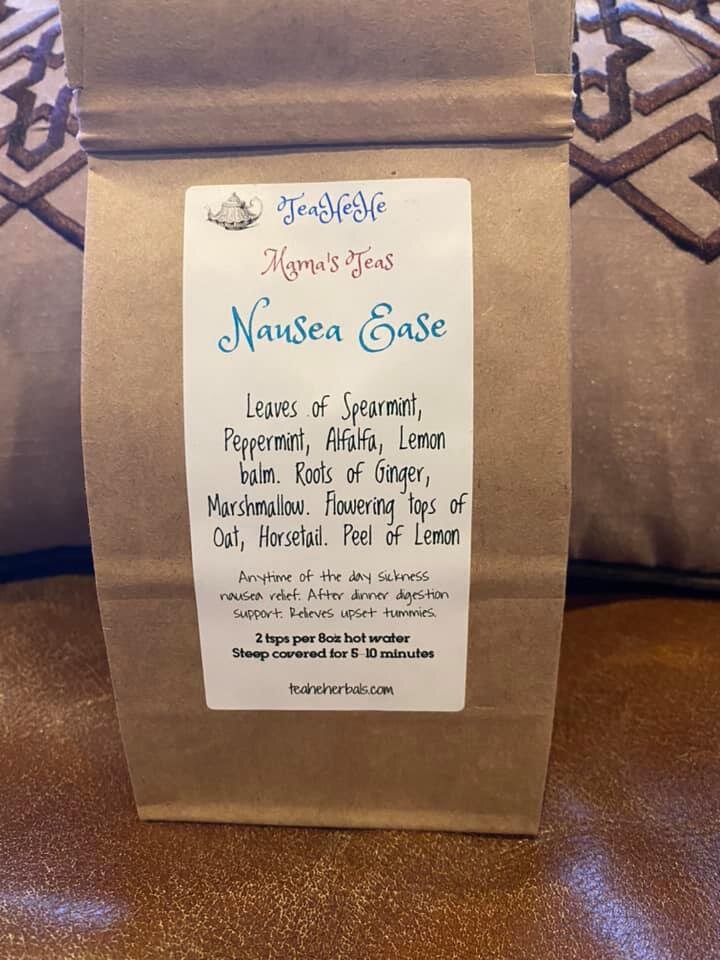 TeaHeHe
Mama's Teas
Nausea Ease
Leaves of Spearmint,
Peppermint, Alfalfa, Lemon
balm. Roots of Ginger,
Marshmallow. Flowering tops of
Oat, Horsetail. Peel of Lemon
Anytime of the day sickness
nausea relief. After dinner digestion
support. Relieves upset tummies.
2 tsps per 8oz hot water
Steep covered for 5-10 minutes
teaheherbals.com